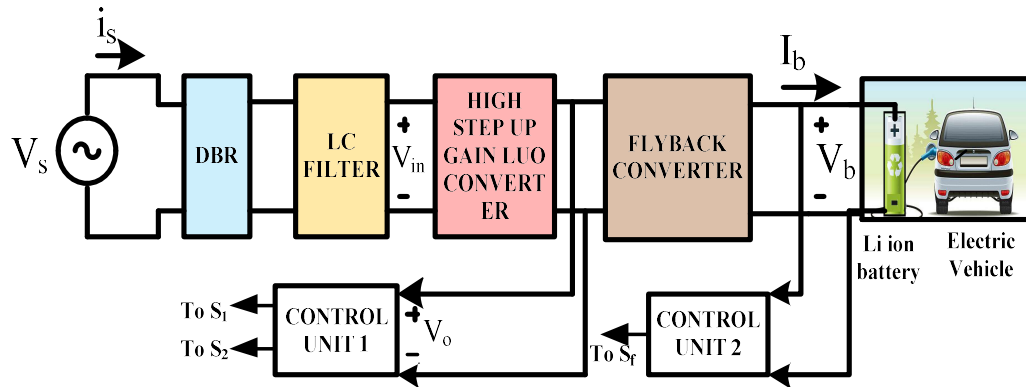 i_s
V_s
DBR
LC
FILTER
+
V_in
-
HIGH
STEP UP
GAIN LUO
CONVERT
ER
FLYBACK
CONVERTER
I_b
+
V_b
-
+
-
Li ion
battery
Electric
Vehicle
To S_1
To S_2
CONTROL
UNIT 1
+
V_o
-
To S_f
CONTROL
UNIT 2